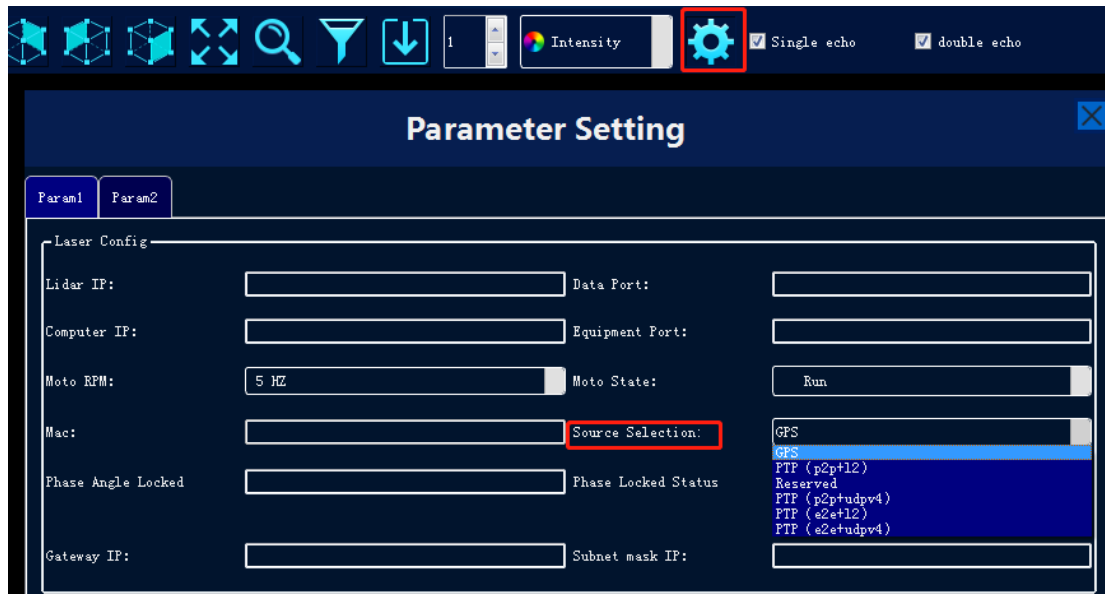 1 Intensity Single echo double echo
Parameter Setting
Param1 Param2
Laser Config
Lidar IP: Data Port:
Computer IP: Equipment Port:
Moto RPM: 5 HZ Moto State: Run
Mac: Source Selection: GPS
GPS
PTP (p2p+l2)
Phase Angle Locked Phase Locked Status Reserved
PTP (p2p+udpv4)
PTP (e2e+l2)
PTP (e2e+udpv4)
Gateway IP: Subnet mask IP: